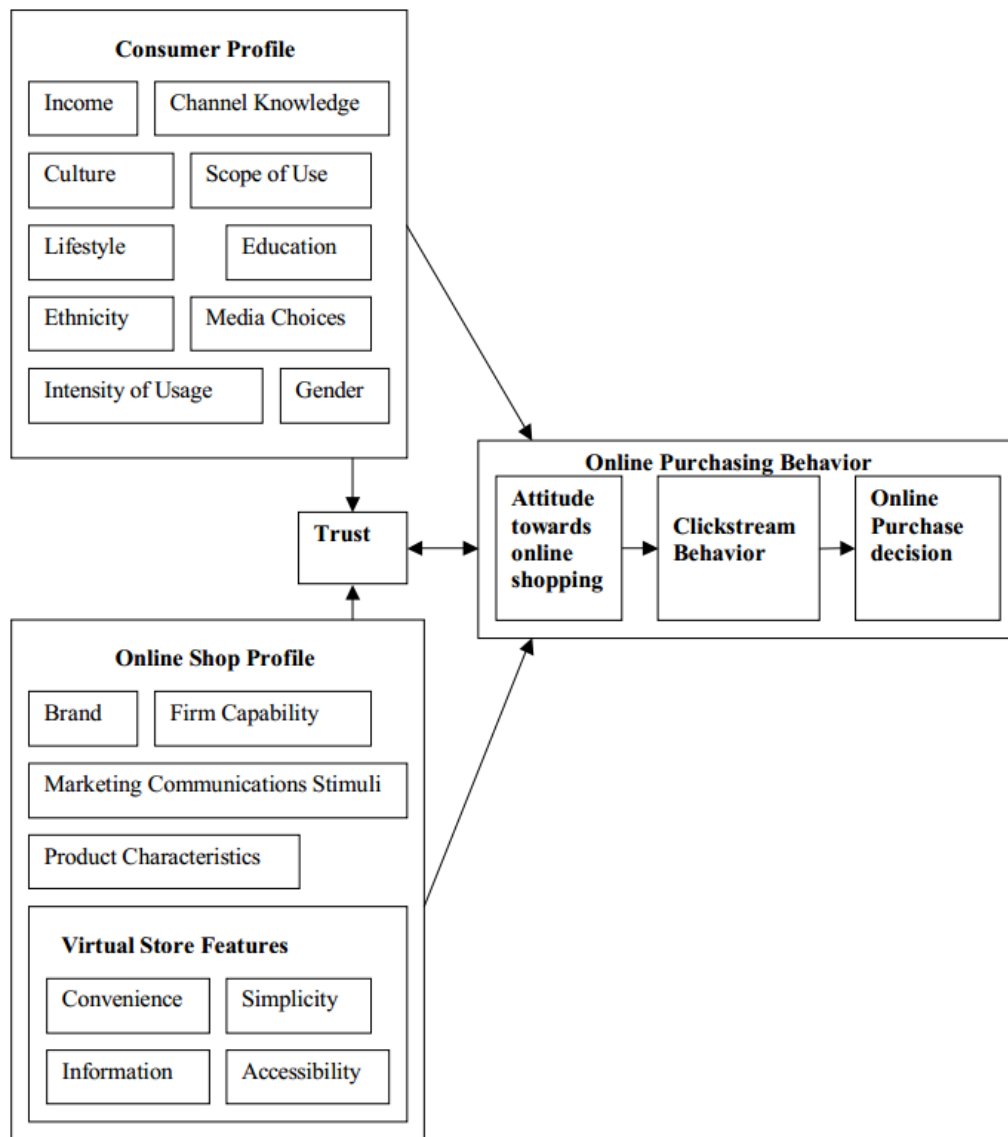 Consumer Profile
Income
Channel Knowledge
Culture
Scope of Use
Lifestyle
Education
Ethnicity
Media Choices
Intensity of Usage
Gender
Trust
Online Purchasing Behavior
Attitude
towards
online
shopping
Clickstream
Behavior
Online
Purchase
decision
Online Shop Profile
Brand
Firm Capability
Marketing Communications Stimuli
Product Characteristics
Virtual Store Features
Convenience
Simplicity
Information
Accessibility